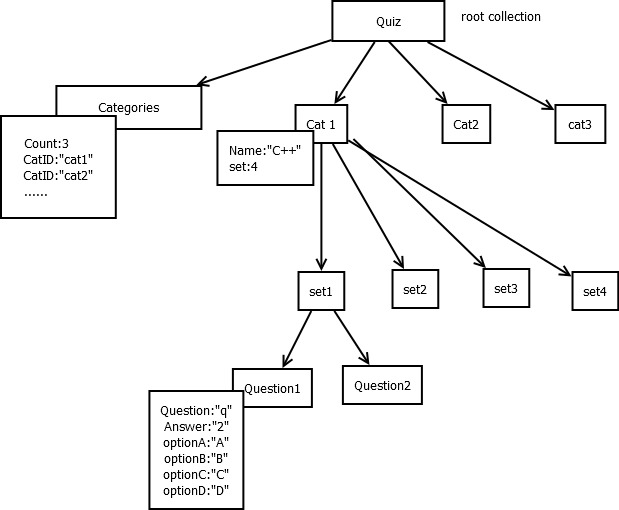 Quiz
root collection
Categories
Count:3
CatID:"cat1"
CatID:"cat2"
......
Cat 1
Name:"C++"
set:4
Cat2
cat3
set1
set2
set3
set4
Question1
Question:"q"
Answer:"2"
optionA:"A"
optionB:"B"
optionC:"C"
optionD:"D"
Question2